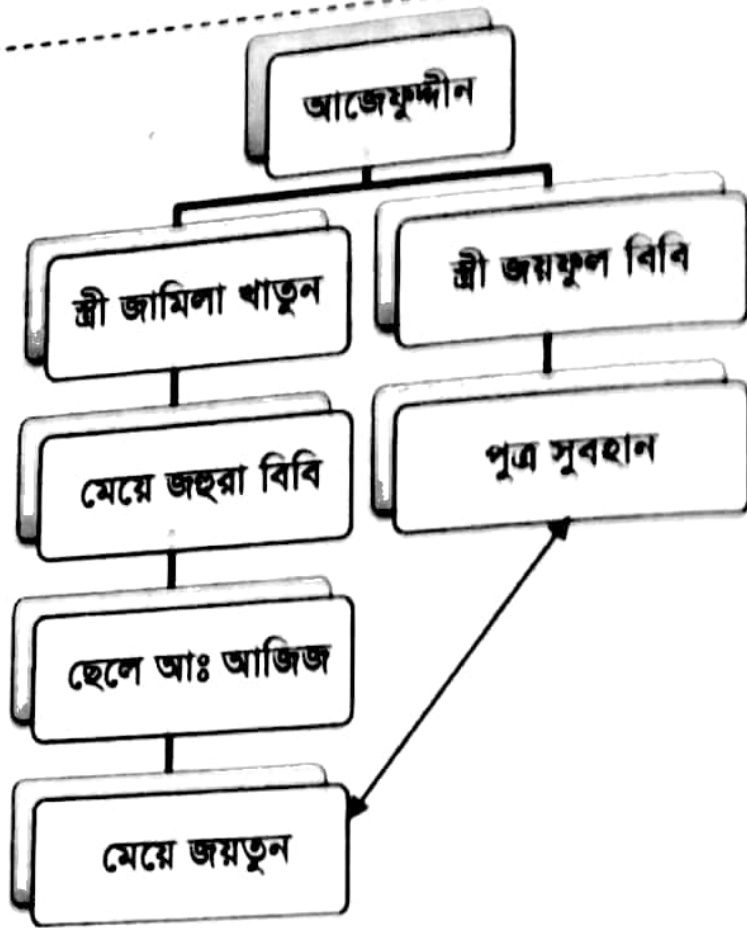 আজেফুদ্দীন
স্ত্রী জামিলা খাতুন
স্ত্রী জয়ফুল বিবি
মেয়ে জহুরা বিবি
পুত্র সুবহান
ছেলে আঃ আজিজ
মেয়ে জয়তুন